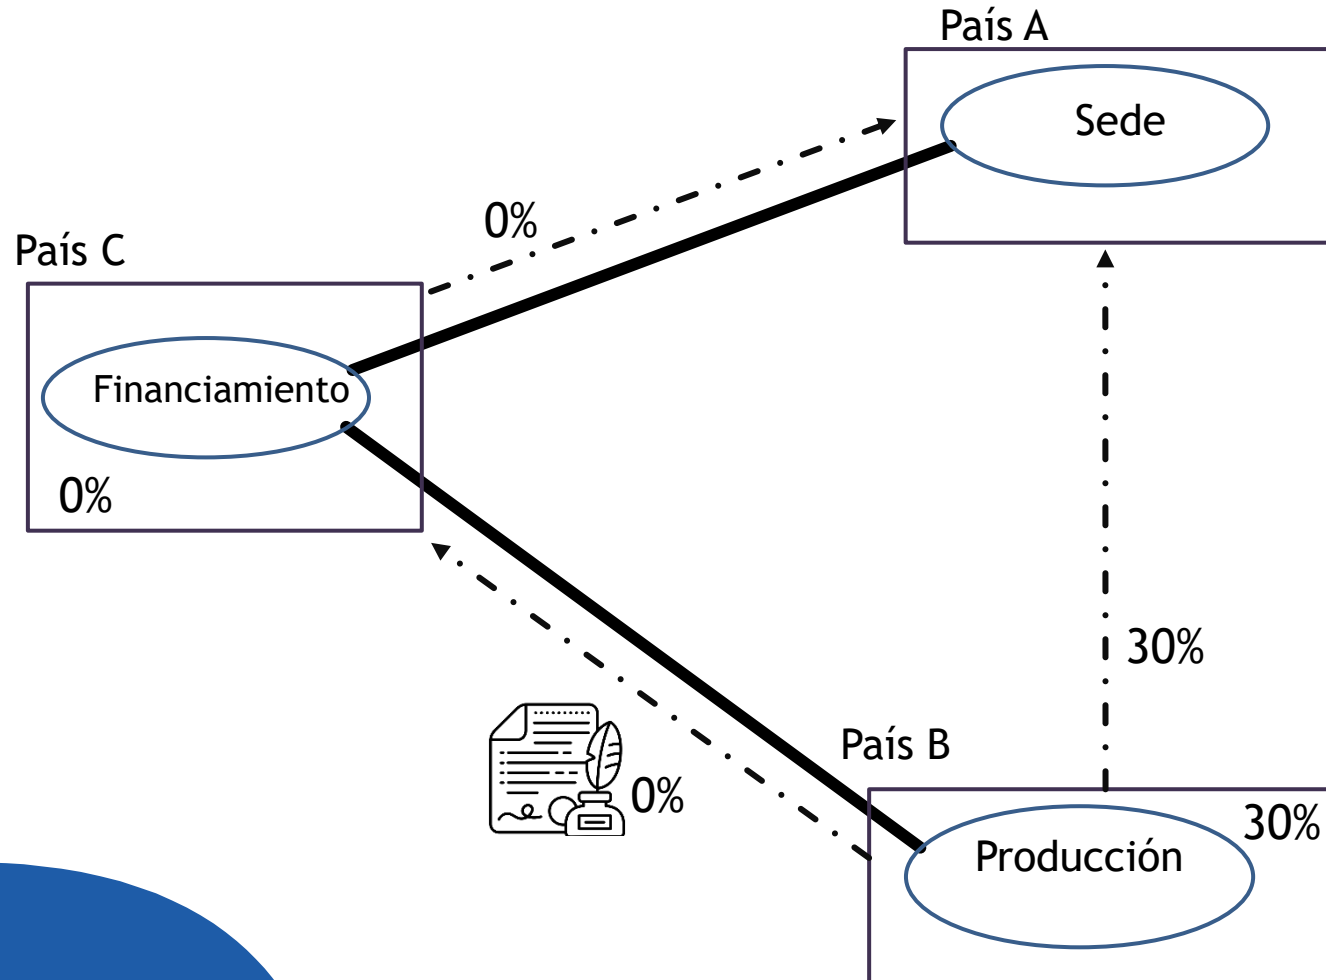 País A
Sede
0%
País C
Financiamiento
0%
30%
País B
0%
30%
Producción